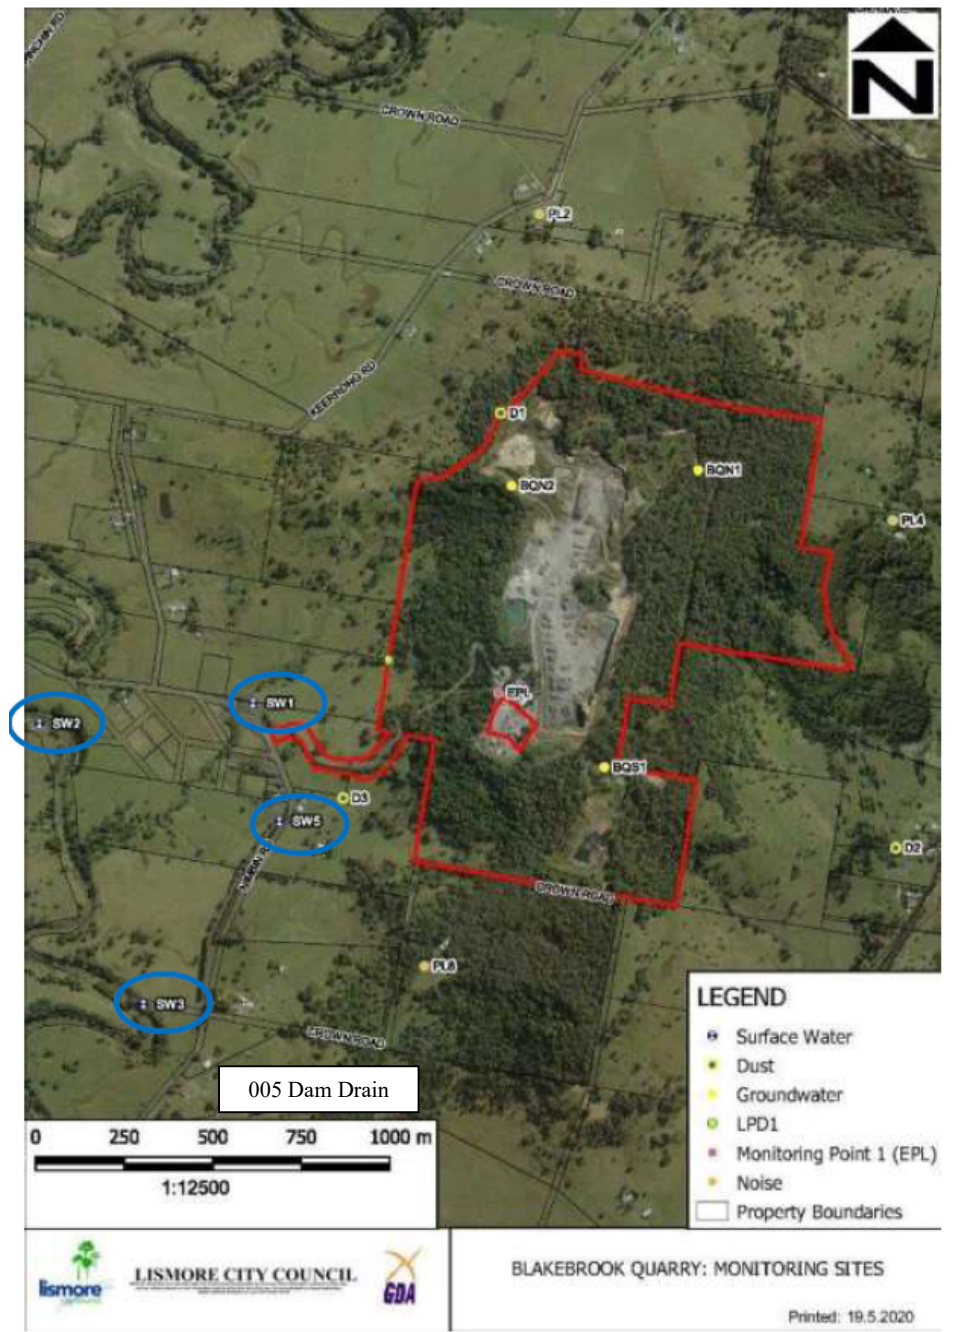 N
CROWN ROAD
PL2
CROWN ROAD
KEERRONG RD
D1
BQN2
BQN1
PL4
EPL
SW1
SW2
BQS1
D3
SW5
D2
CROWN ROAD
PL8
SW3
CROWN ROAD
005 Dam Drain
LEGEND
Surface Water
Dust
Groundwater
LPD1
Monitoring Point 1 (EPL)
Noise
Property Boundaries
0 250 500 750 1000 m
1:12500
lismore
LISMORE CITY COUNCIL
GDA
BLAKEBROOK QUARRY: MONITORING SITES
Printed: 19.5.2020